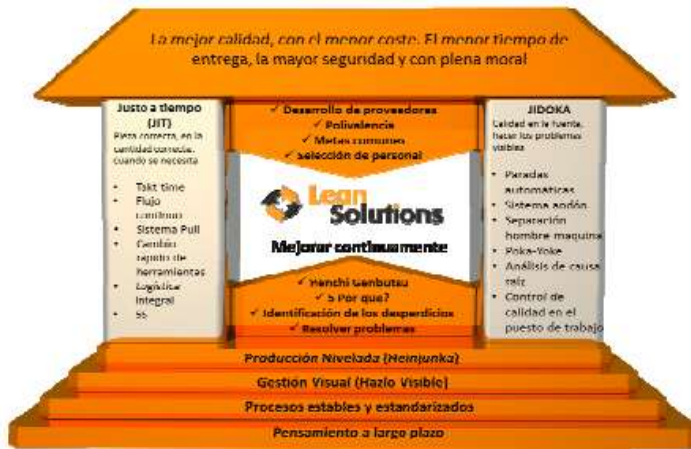 La mejor calidad, con el menor coste. El menor tiempo de
entrega, la mayor seguridad y con plena moral
Justo a tiempo
(JIT)
Pieza correcta, en la
cantidad correcta,
cuando se necesita
• Takt time
• Flujo
continuo
• Sistema Pull
• Cambio
rápido de
herramientas
• Logística
integral
• 5S
✓ Desarrollo de proveedores
✓ Polivalencia
✓ Metas comunes
✓ Selección de personal
Lean
Solutions
Mejorar continuamente
✓ Henchi Genbutsu
✓ 5 Por que?
✓ Identificación de los desperdicios
✓ Resolver problemas
JIDOKA
Calidad en la fuente,
hacer los problemas
visibles
• Paradas
automáticas
• Sistema andón
• Separación
hombre maquina
• Poka-Yoke
• Análisis de causa
raíz
• Control de
calidad en el
puesto de trabajo
Producción Nivelada (Heinjunka)
Gestión Visual (Hazlo Visible)
Procesos estables y estandarizados
Pensamiento a largo plazo